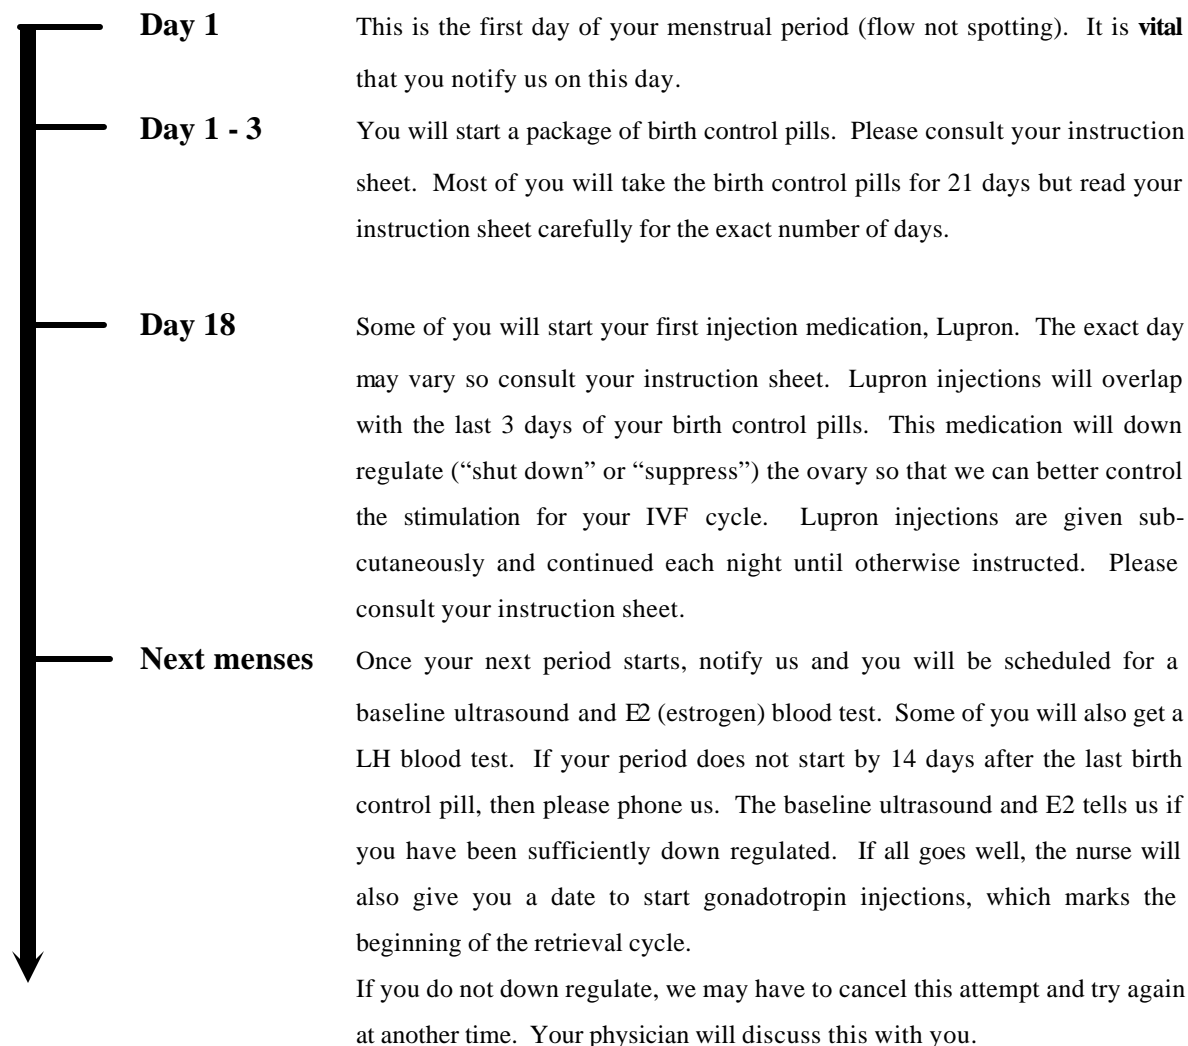 Day 1 This is the first day of your menstrual period (flow not spotting). It is vital
that you notify us on this day.
Day 1 - 3 You will start a package of birth control pills. Please consult your instruction
sheet. Most of you will take the birth control pills for 21 days but read your
instruction sheet carefully for the exact number of days.
Day 18 Some of you will start your first injection medication, Lupron. The exact day
may vary so consult your instruction sheet. Lupron injections will overlap
with the last 3 days of your birth control pills. This medication will down
regulate (“shut down” or “suppress”) the ovary so that we can better control
the stimulation for your IVF cycle. Lupron injections are given sub-
cutaneously and continued each night until otherwise instructed. Please
consult your instruction sheet.
Next menses Once your next period starts, notify us and you will be scheduled for a
baseline ultrasound and E2 (estrogen) blood test. Some of you will also get a
LH blood test. If your period does not start by 14 days after the last birth
control pill, then please phone us. The baseline ultrasound and E2 tells us if
you have been sufficiently down regulated. If all goes well, the nurse will
also give you a date to start gonadotropin injections, which marks the
beginning of the retrieval cycle.
If you do not down regulate, we may have to cancel this attempt and try again
at another time. Your physician will discuss this with you.